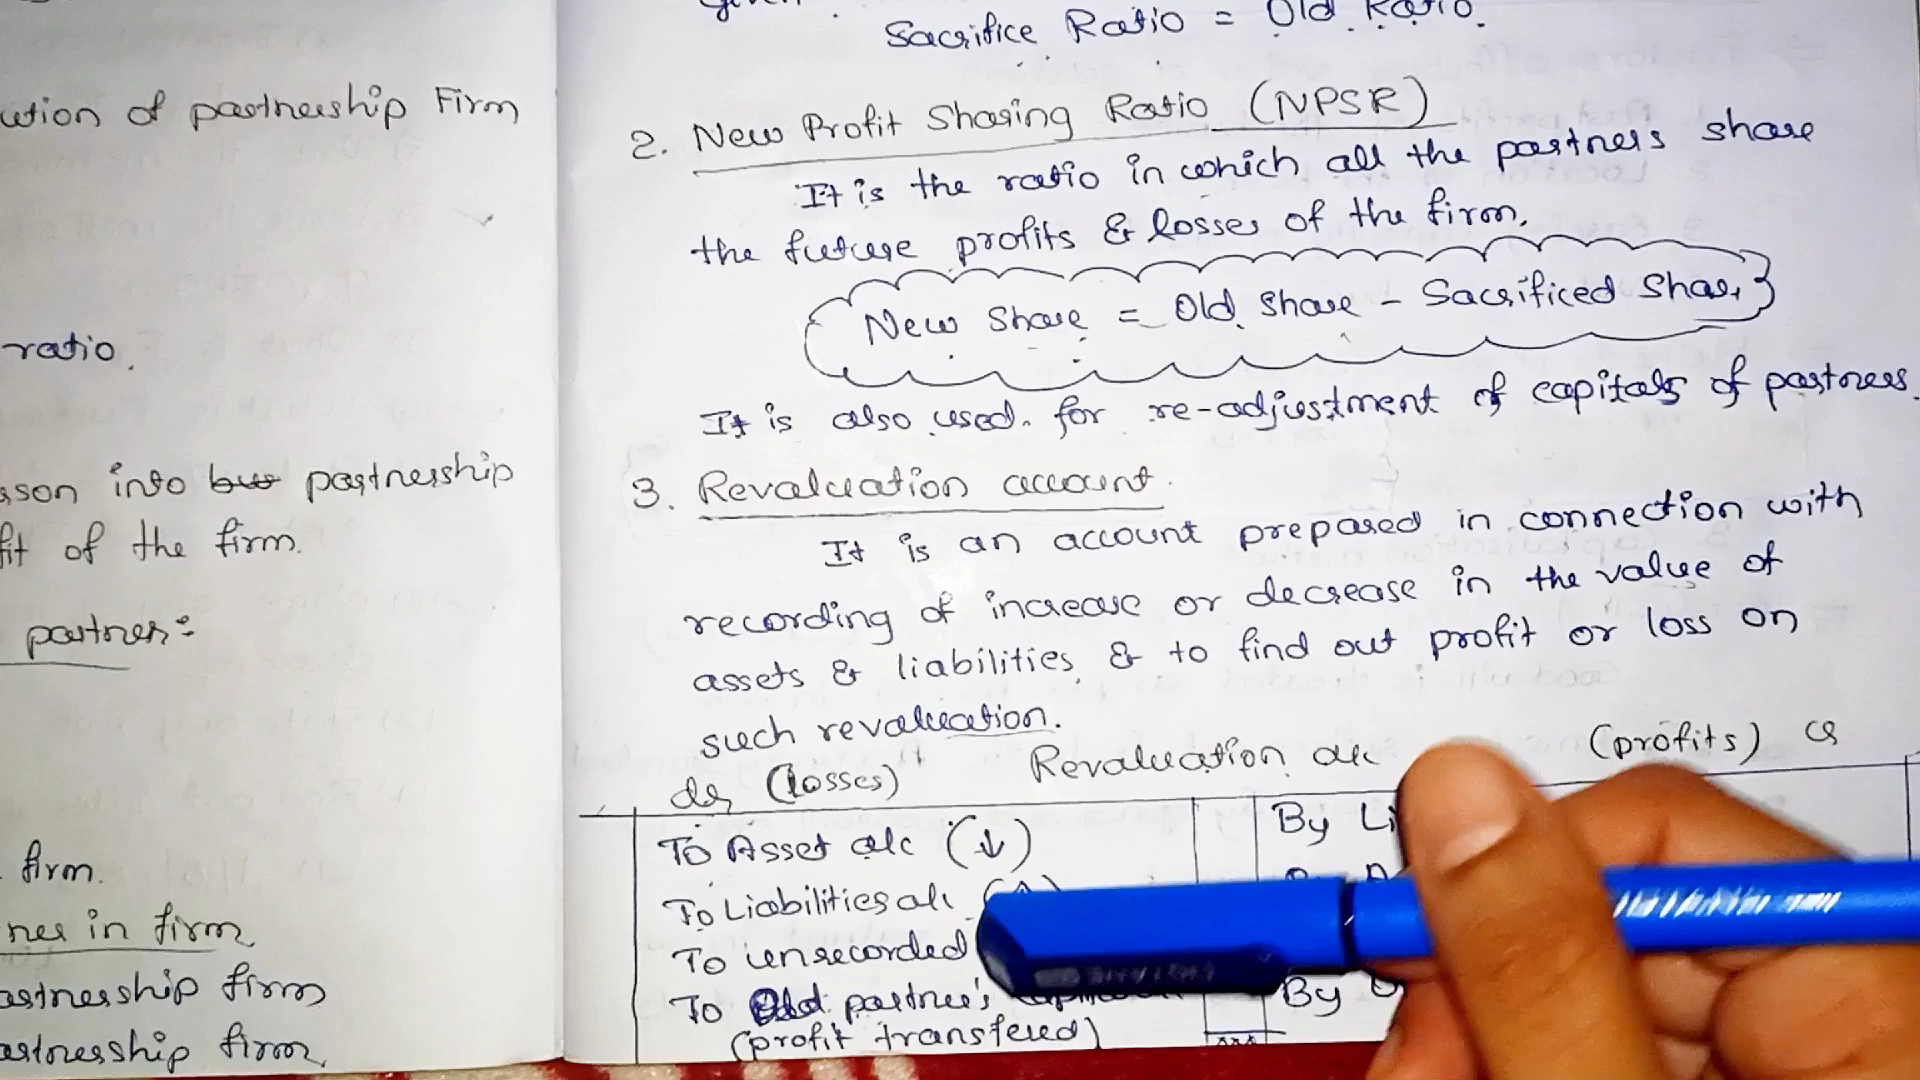 ution of partnership Firm
ratio.
sson into bus partnership
fit of the firm.
partner:
firm.
ner in firm
artnership firm
artnership firm
Sacrifice Ratio = Old Ratio.
2. New Profit Sharing Ratio (NPSR)
It is the ratio in which all the partners share
the future profits & losses of the firm.
New Share = Old Share - Sacrificed Share
It is also used for re-adjustment of capitals of partners.
3. Revaluation account.
It is an account prepared in connection with
recording of increase or decrease in the value of
assets & liabilities & to find out profit or loss on
such revaluation.
dr (losses) Revaluation a/c (profits) cr
To Asset a/c (↓) By Li
To Liabilities a/c (↑)
To unrecorded
To Old partner's By
(profit transfered)